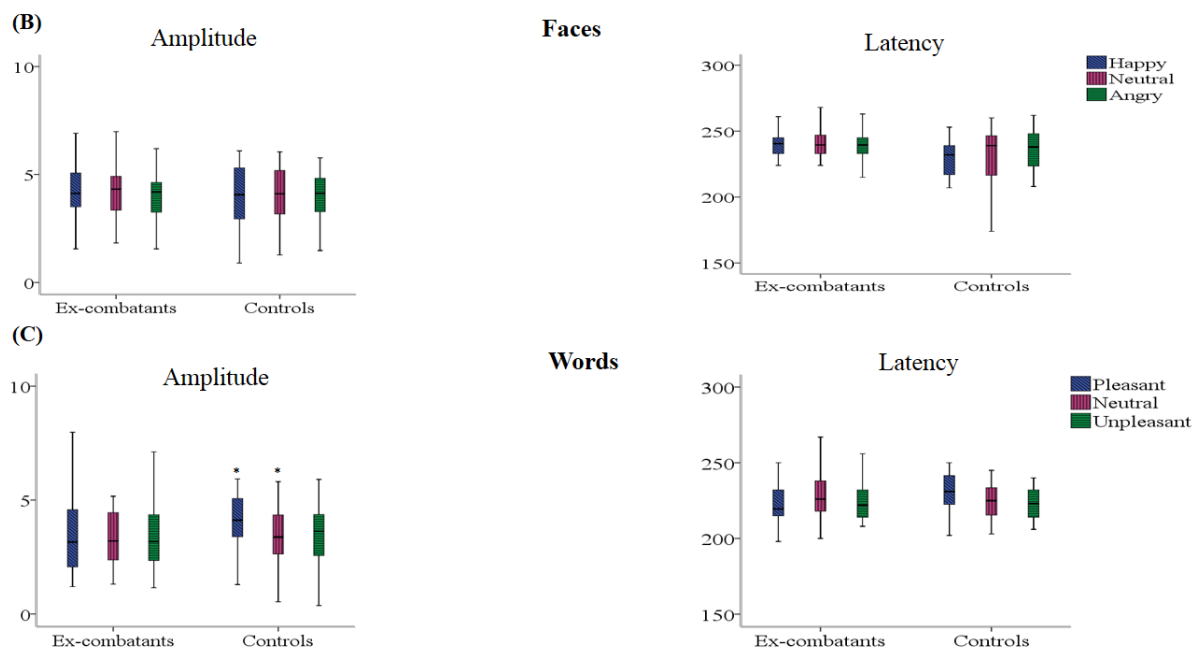 (B)
Faces
Amplitude
Latency
10
5
0
Ex-combatants
Controls
300
250
200
150
Ex-combatants
Controls
Happy
Neutral
Angry
(C)
Words
Amplitude
Latency
10
5
0
* *
Ex-combatants
Controls
300
250
200
150
Ex-combatants
Controls
Pleasant
Neutral
Unpleasant